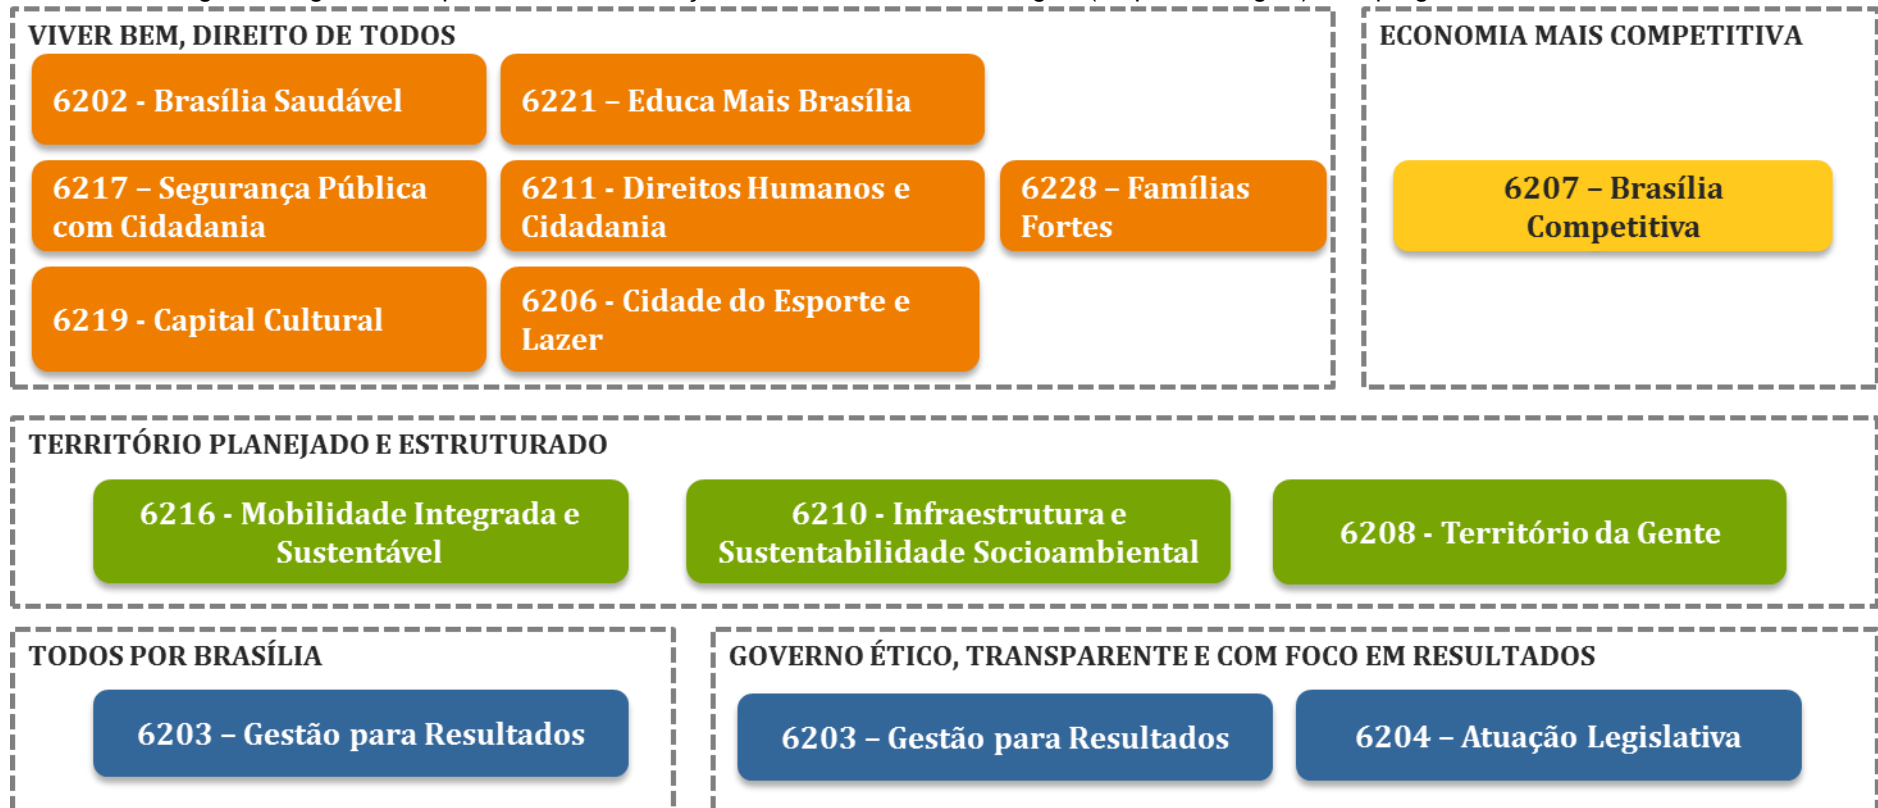 VIVER BEM, DIREITO DE TODOS
6202 - Brasília Saudável
6221 – Educa Mais Brasília
6217 – Segurança Pública
com Cidadania
6211 - Direitos Humanos e
Cidadania
6228 – Famílias
Fortes
6219 - Capital Cultural
6206 - Cidade do Esporte e
Lazer
ECONOMIA MAIS COMPETITIVA
6207 – Brasília
Competitiva
TERRITÓRIO PLANEJADO E ESTRUTURADO
6216 - Mobilidade Integrada e
Sustentável
6210 - Infraestrutura e
Sustentabilidade Socioambiental
6208 - Território da Gente
TODOS POR BRASÍLIA
6203 – Gestão para Resultados
GOVERNO ÉTICO, TRANSPARENTE E COM FOCO EM RESULTADOS
6203 – Gestão para Resultados
6204 – Atuação Legislativa